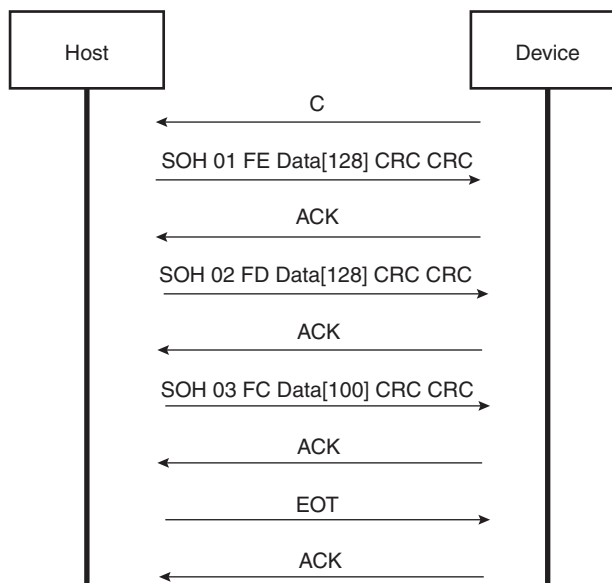 Host
Device
C
SOH 01 FE Data[128] CRC CRC
ACK
SOH 02 FD Data[128] CRC CRC
ACK
SOH 03 FC Data[100] CRC CRC
ACK
EOT
ACK